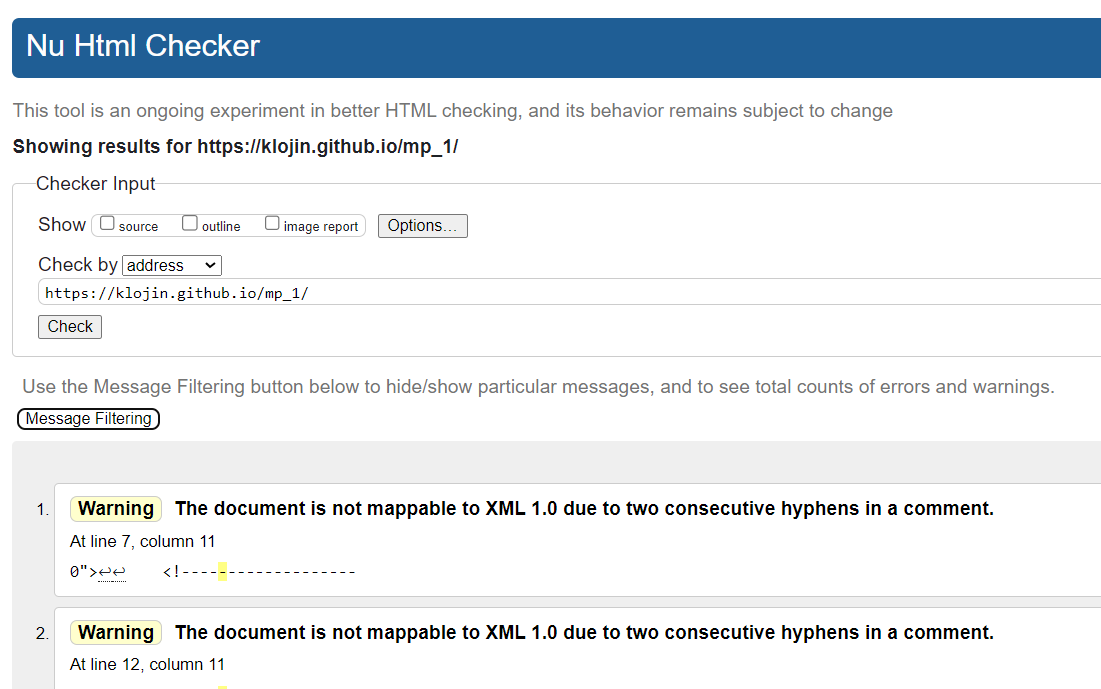 Nu Html Checker
This tool is an ongoing experiment in better HTML checking, and its behavior remains subject to change
Showing results for https://klojin.github.io/mp_1/
Checker Input
Show source outline image report Options...
Check by address
https://klojin.github.io/mp_1/
Check
Use the Message Filtering button below to hide/show particular messages, and to see total counts of errors and warnings.
Message Filtering
1. Warning The document is not mappable to XML 1.0 due to two consecutive hyphens in a comment.
At line 7, column 11
0">↩↩    <!-------------------
2. Warning The document is not mappable to XML 1.0 due to two consecutive hyphens in a comment.
At line 12, column 11